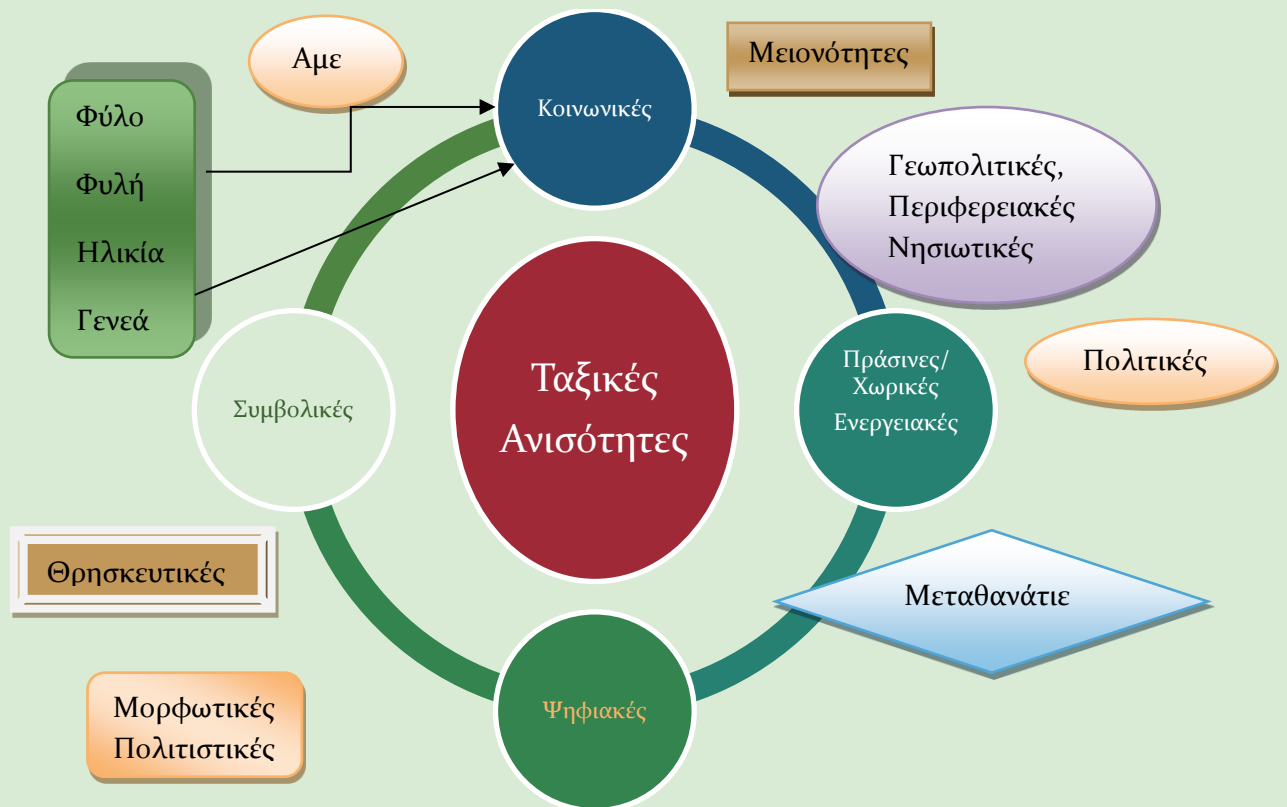 Αμε
Μειονότητες
Κοινωνικές
Φύλο
Φυλή
Ηλικία
Γενεά
Γεωπολιτικές,
Περιφερειακές
Νησιωτικές
Πράσινες/
Χωρικές
Ενεργειακές
Πολιτικές
Ταξικές
Ανισότητες
Συμβολικές
Θρησκευτικές
Μεταθανάτιε
Μορφωτικές
Πολιτιστικές
Ψηφιακές